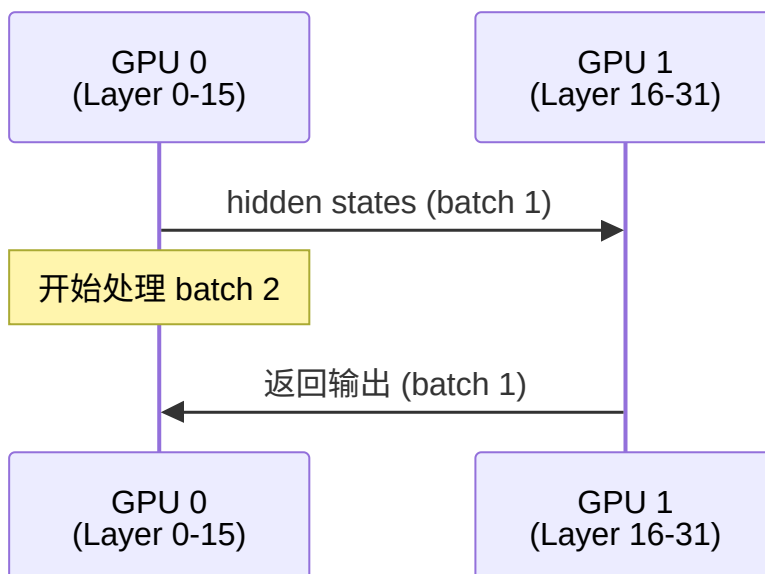 GPU 0
(Layer 0-15)
GPU 1
(Layer 16-31)
hidden states (batch 1)
开始处理 batch 2
返回输出 (batch 1)
GPU 0
(Layer 0-15)
GPU 1
(Layer 16-31)